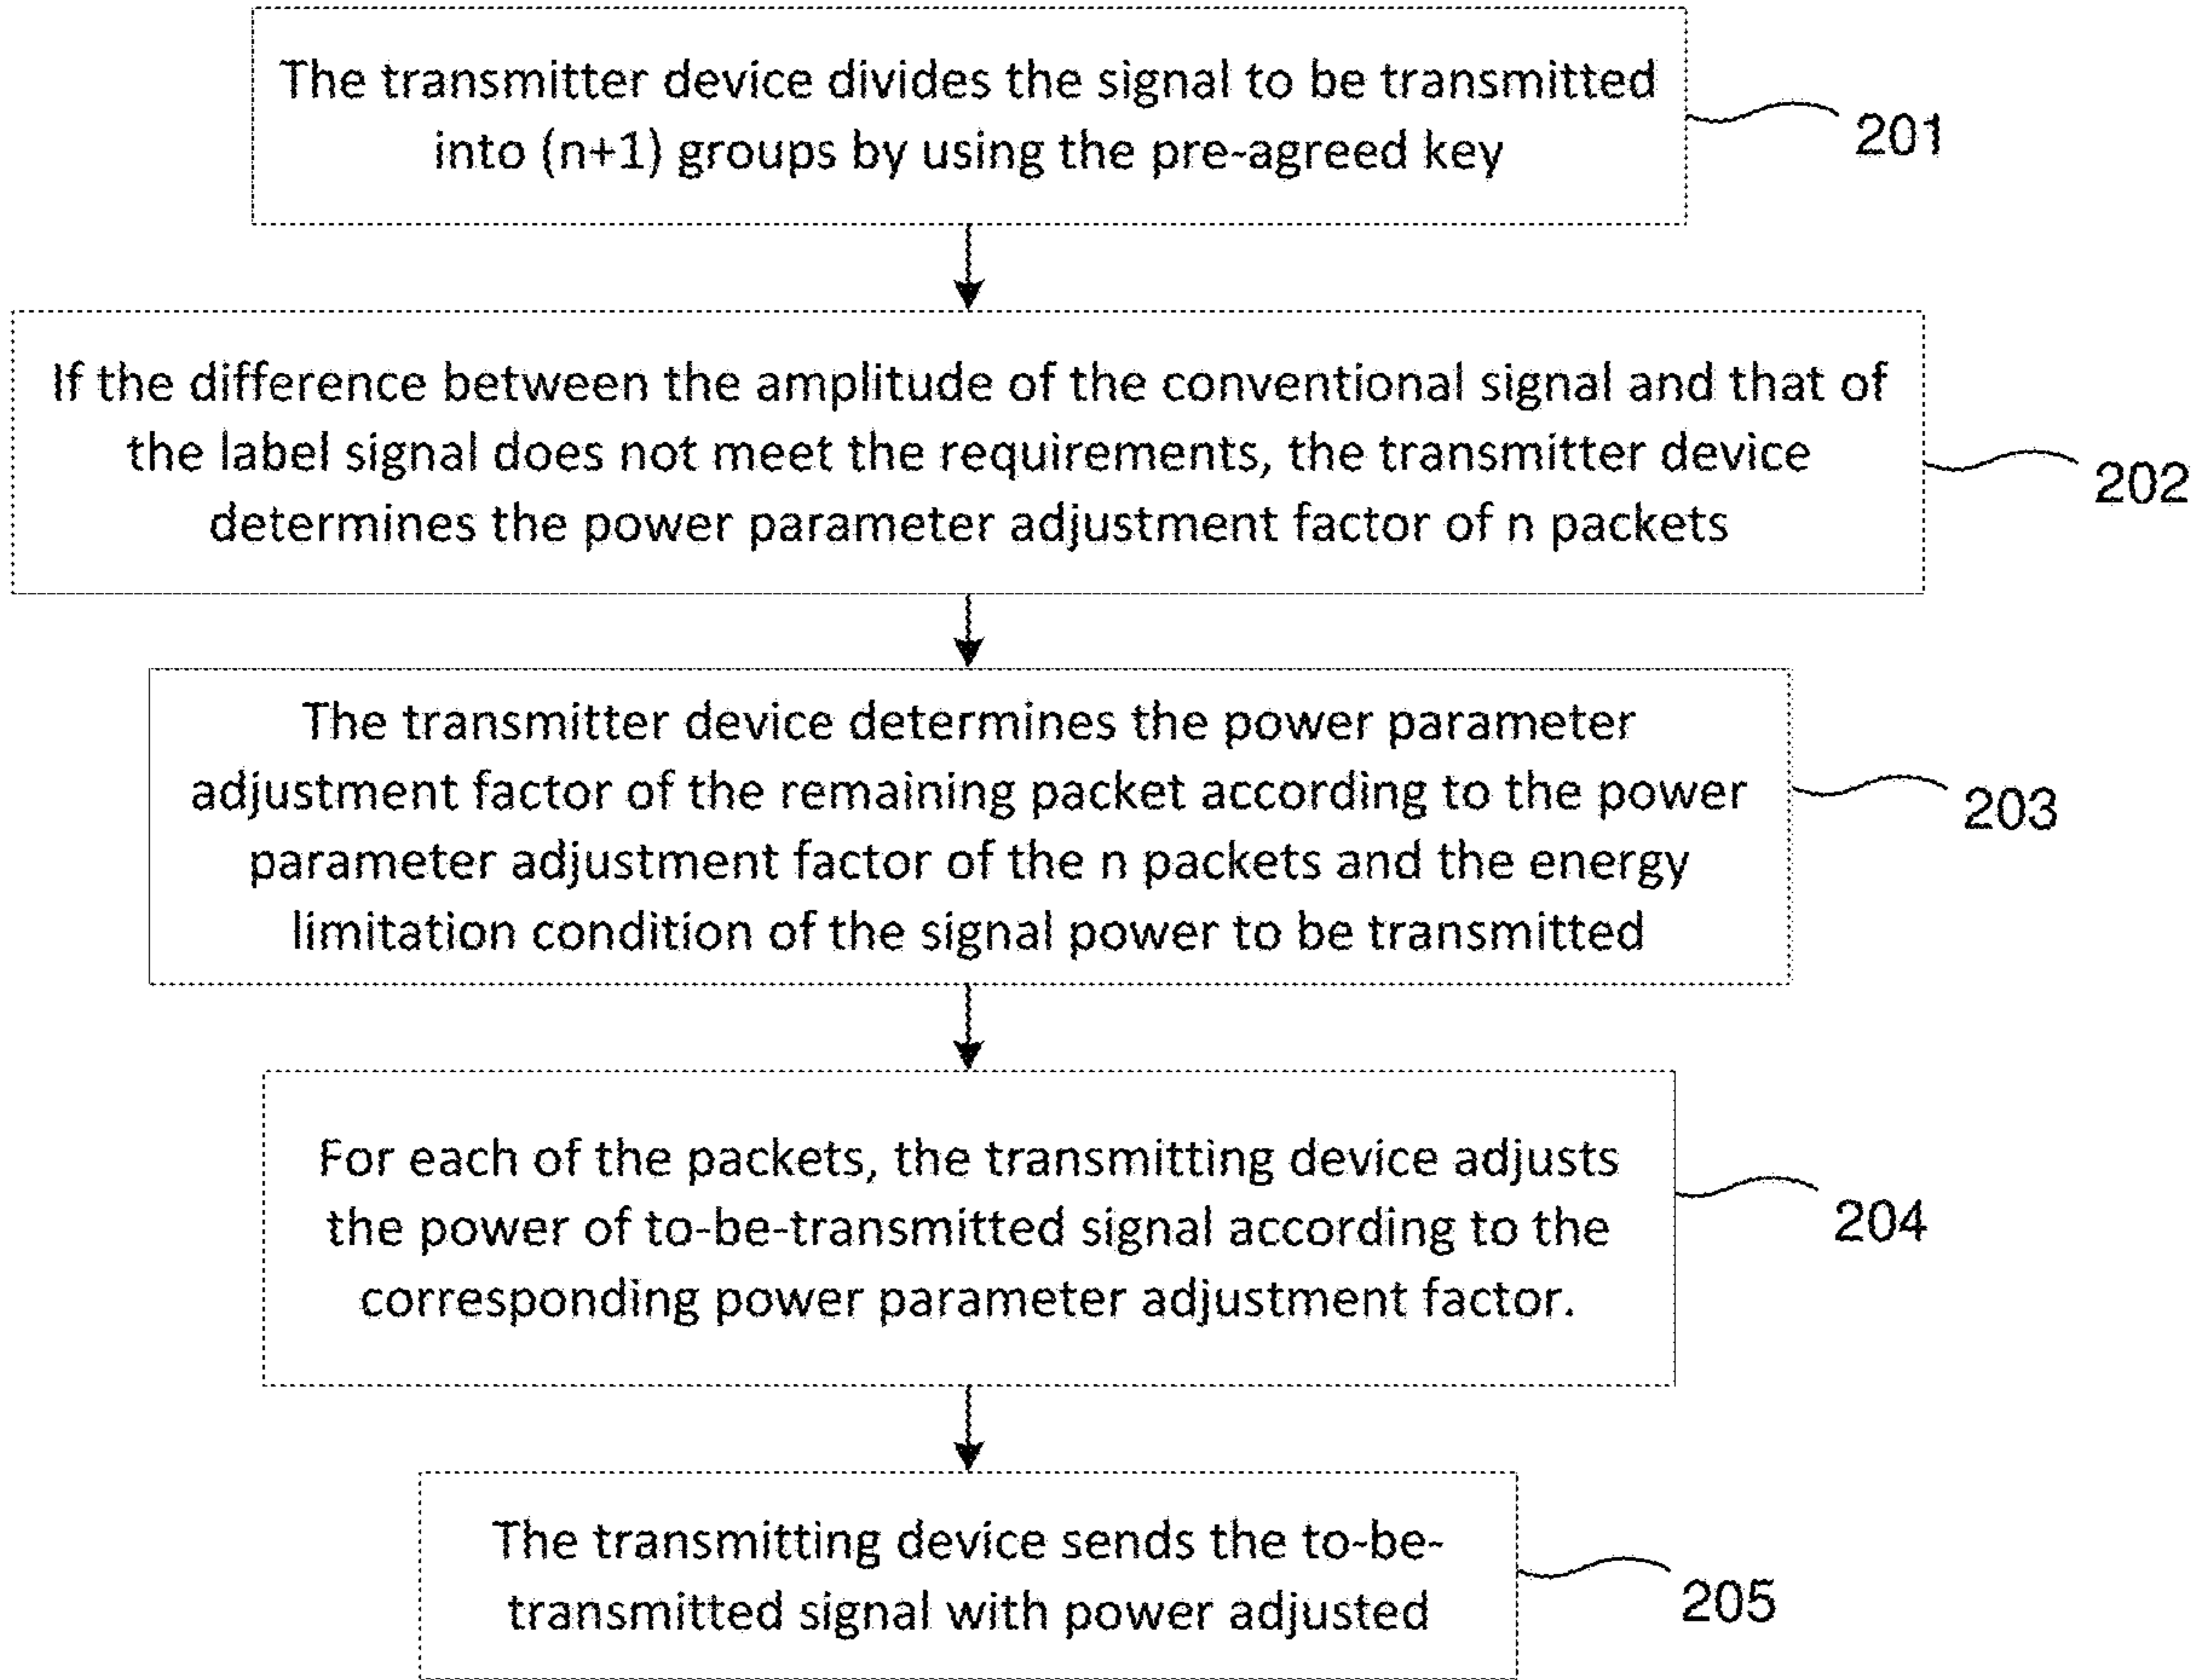 The transmitter device divides the signal to be transmitted
into (n+1) groups by using the pre-agreed key
201
If the difference between the amplitude of the conventional signal and that of
the label signal does not meet the requirements, the transmitter device
determines the power parameter adjustment factor of n packets
202
The transmitter device determines the power parameter
adjustment factor of the remaining packet according to the power
parameter adjustment factor of the n packets and the energy
limitation condition of the signal power to be transmitted
203
For each of the packets, the transmitting device adjusts
the power of to-be-transmitted signal according to the
corresponding power parameter adjustment factor.
204
The transmitting device sends the to-be-
transmitted signal with power adjusted
205